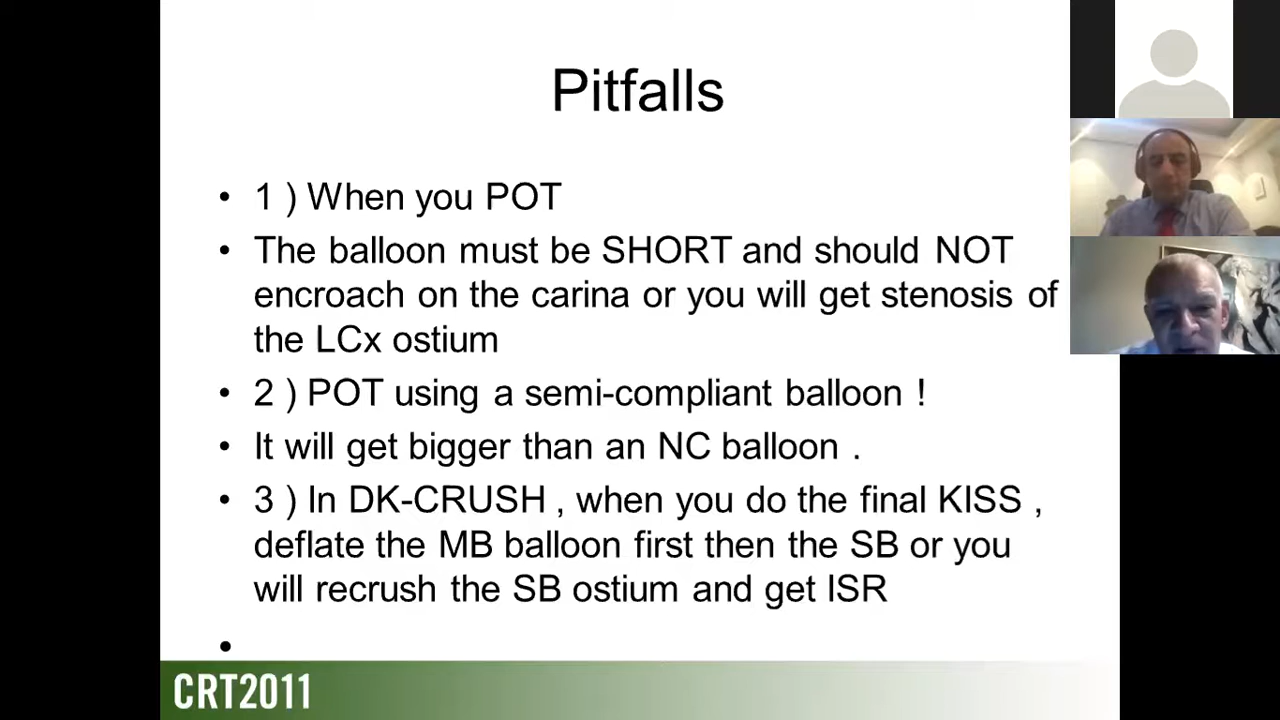 Pitfalls
• 1 ) When you POT
• The balloon must be SHORT and should NOT
encroach on the carina or you will get stenosis of
the LCx ostium
• 2 ) POT using a semi-compliant balloon !
• It will get bigger than an NC balloon .
• 3 ) In DK-CRUSH , when you do the final KISS ,
deflate the MB balloon first then the SB or you
will recrush the SB ostium and get ISR
•
CRT2011